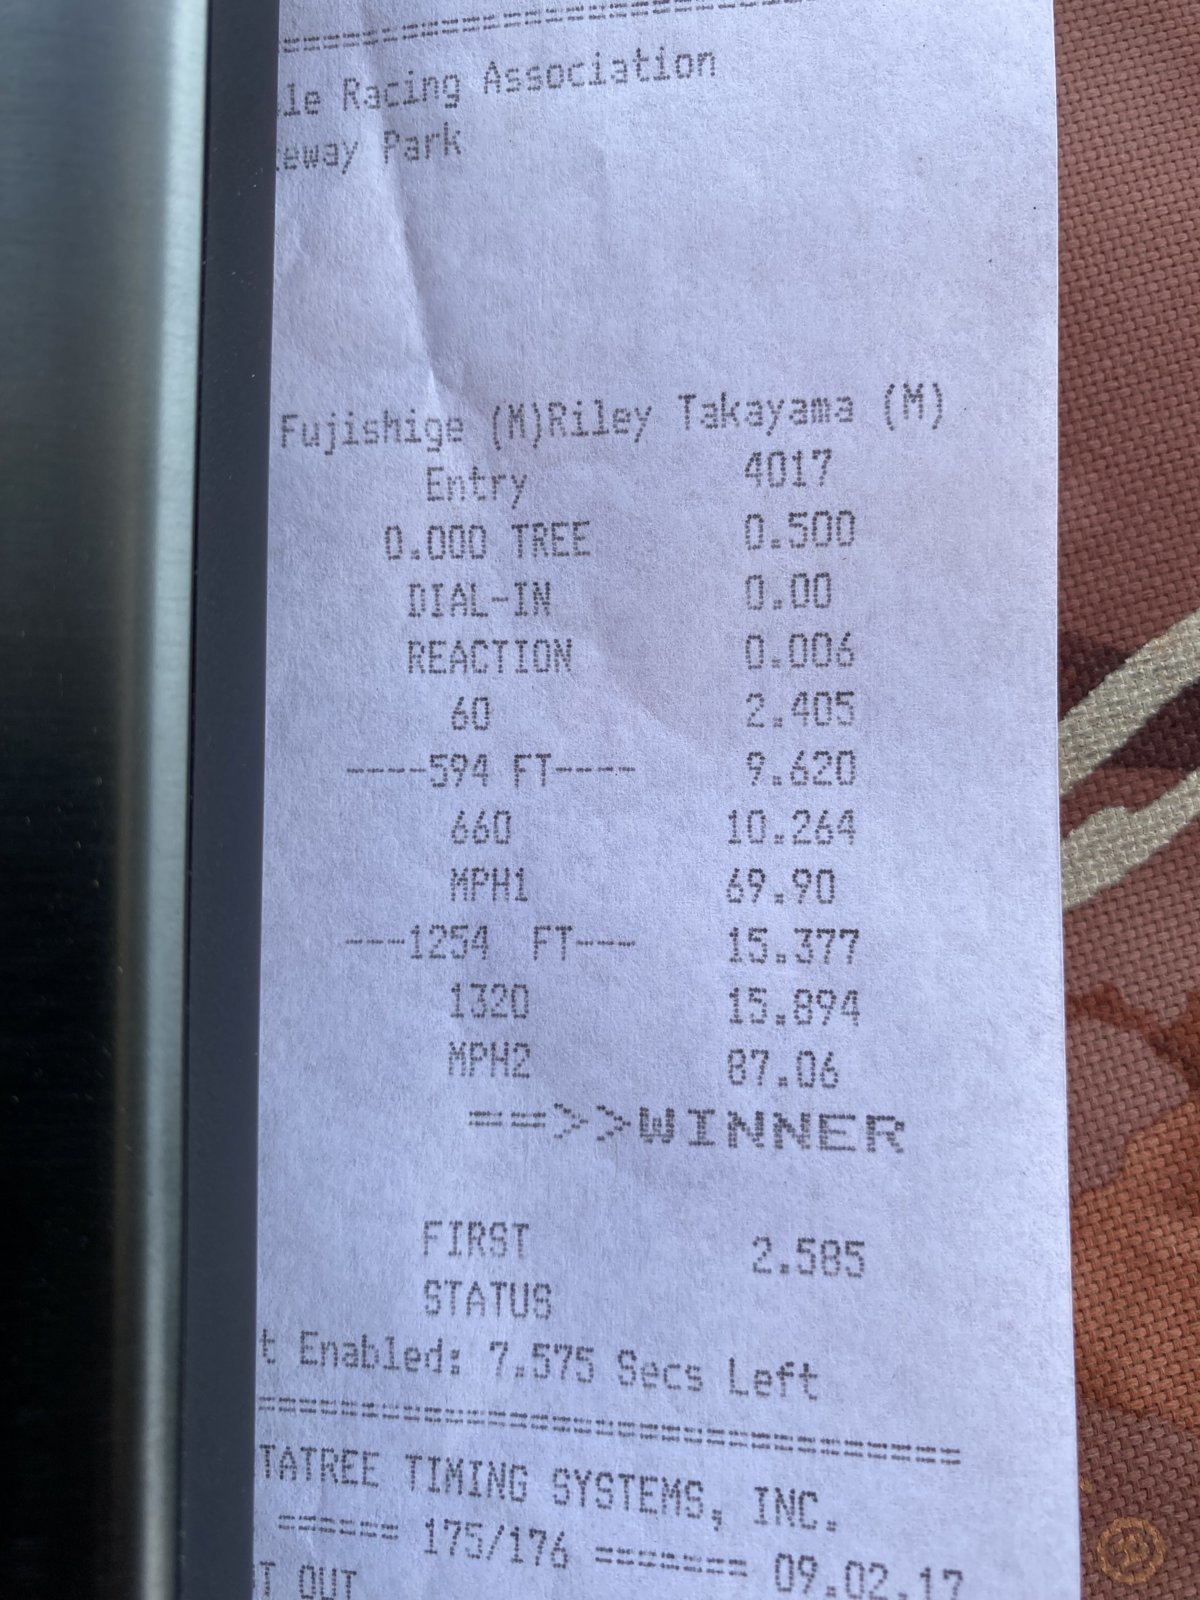 ================================
le Racing Association
eway Park
Fujishige (M)Riley Takayama (M)
Entry 4017
0.000 TREE 0.500
DIAL-IN 0.00
REACTION 0.006
60 2.405
----594 FT---- 9.620
660 10.264
MPH1 69.90
---1254 FT--- 15.377
1320 15.894
MPH2 87.06
==>>WINNER
FIRST 2.585
STATUS
t Enabled: 7.575 Secs Left
===================================
TATREE TIMING SYSTEMS, INC.
====== 175/176 ======= 09.02.17
OUT